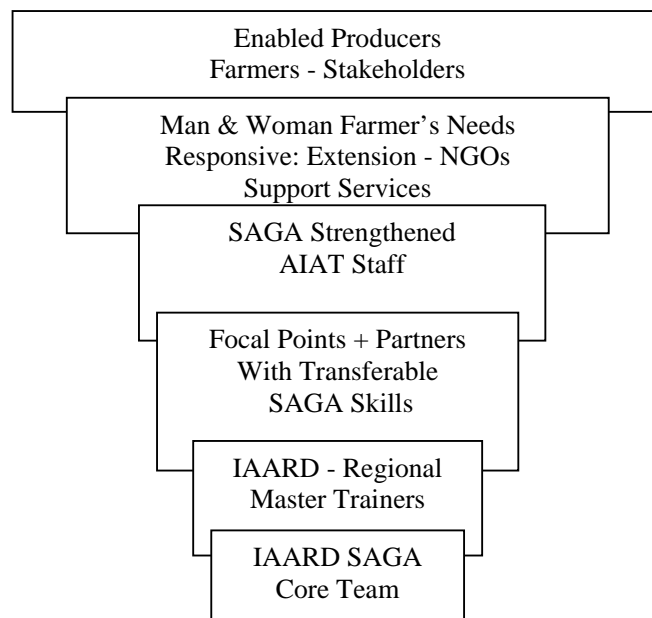 Enabled Producers
Farmers - Stakeholders
Man & Woman Farmer’s Needs
Responsive: Extension - NGOs
Support Services
SAGA Strengthened
AIAT Staff
Focal Points + Partners
With Transferable
SAGA Skills
IAARD - Regional
Master Trainers
IAARD SAGA
Core Team